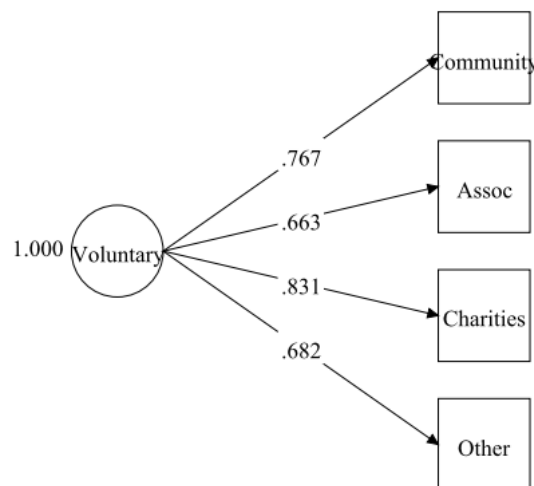 Community
.767
Assoc
.663
1.000 Voluntary
.831
Charities
.682
Other